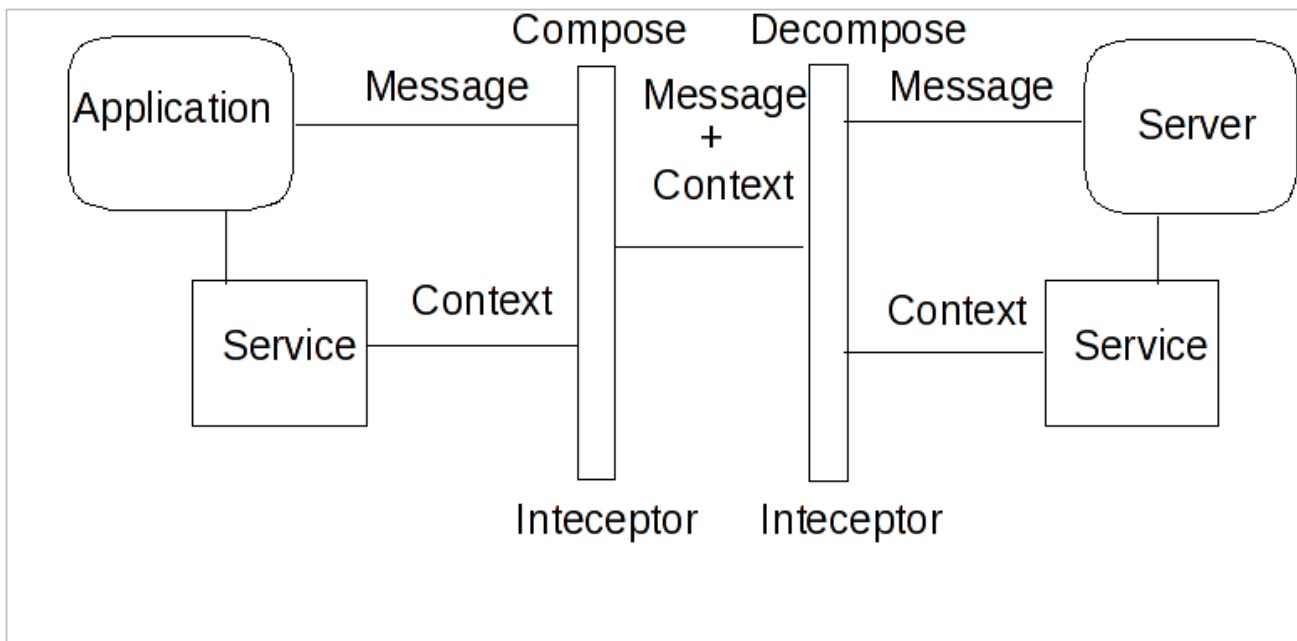 Compose
Decompose
Application
Message
Message
+
Context
Message
Server
Service
Context
Context
Service
Inteceptor
Inteceptor